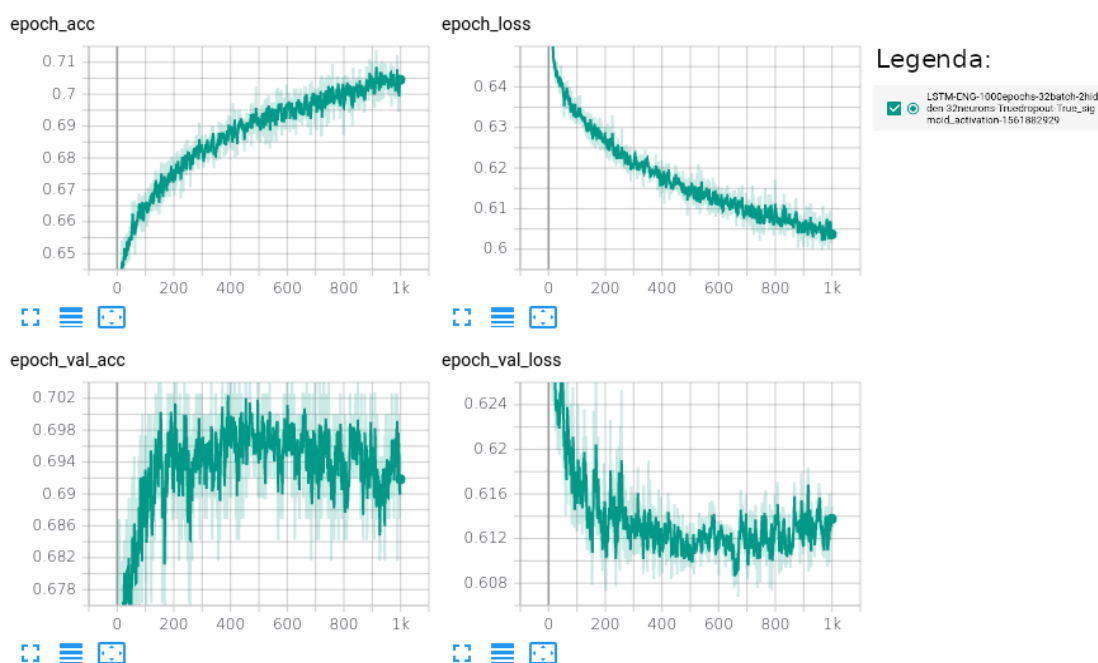 epoch_acc
0.71
0.7
0.69
0.68
0.67
0.66
0.65
0 200 400 600 800 1k
epoch_loss
0.64
0.63
0.62
0.61
0.6
0 200 400 600 800 1k
Legenda:
LSTM-ENG-1000epochs-32batch-2hid
den-32neurons-Truedropout-True_sig
moid_activation-1561882929
epoch_val_acc
0.702
0.698
0.694
0.69
0.686
0.682
0.678
0 200 400 600 800 1k
epoch_val_loss
0.624
0.62
0.616
0.612
0.608
0 200 400 600 800 1k